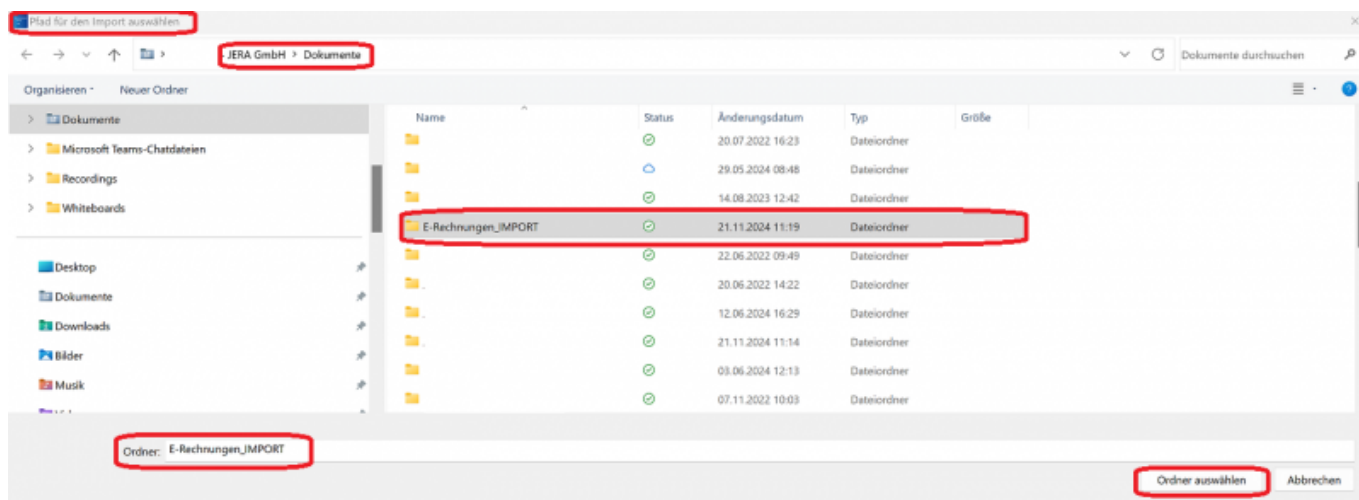 Pfad für den Import auswählen
JERA GmbH > Dokumente
Dokumente durchsuchen
Organisieren
Neuer Ordner
Dokumente
Microsoft Teams-Chatdateien
Recordings
Whiteboards
Desktop
Dokumente
Downloads
Bilder
Musik
Name Status Änderungsdatum Typ Größe
20.07.2022 16:23 Dateiordner
29.05.2024 08:48 Dateiordner
14.08.2023 12:42 Dateiordner
E-Rechnungen_IMPORT 21.11.2024 11:19 Dateiordner
22.06.2022 09:49 Dateiordner
20.06.2022 14:22 Dateiordner
12.06.2024 16:29 Dateiordner
21.11.2024 11:14 Dateiordner
03.06.2024 12:13 Dateiordner
07.11.2022 10:03 Dateiordner
Ordner: E-Rechnungen_IMPORT
Ordner auswählen
Abbrechen